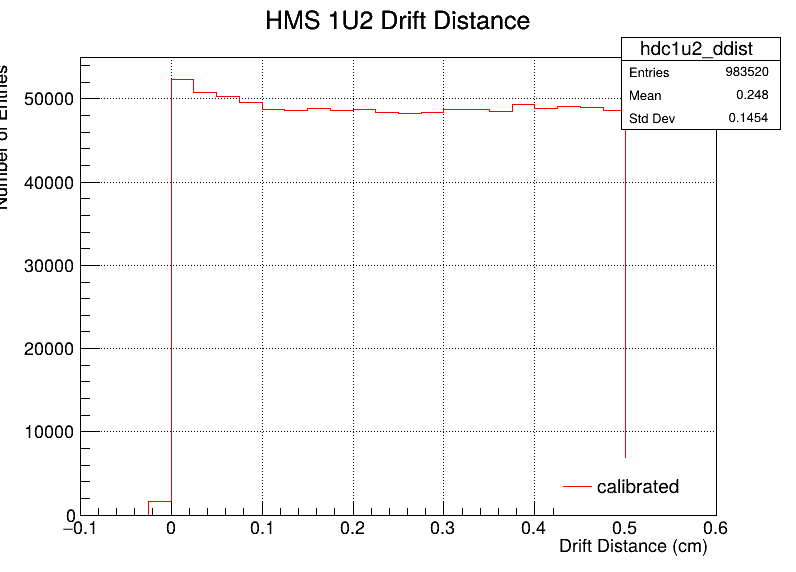 HMS 1U2 Drift Distance
hdc1u2_ddist
Entries 983520
Mean 0.248
Std Dev 0.1454
Number of Entries
50000
40000
30000
20000
10000
0
−0.1 0 0.1 0.2 0.3 0.4 0.5 0.6
calibrated
Drift Distance (cm)